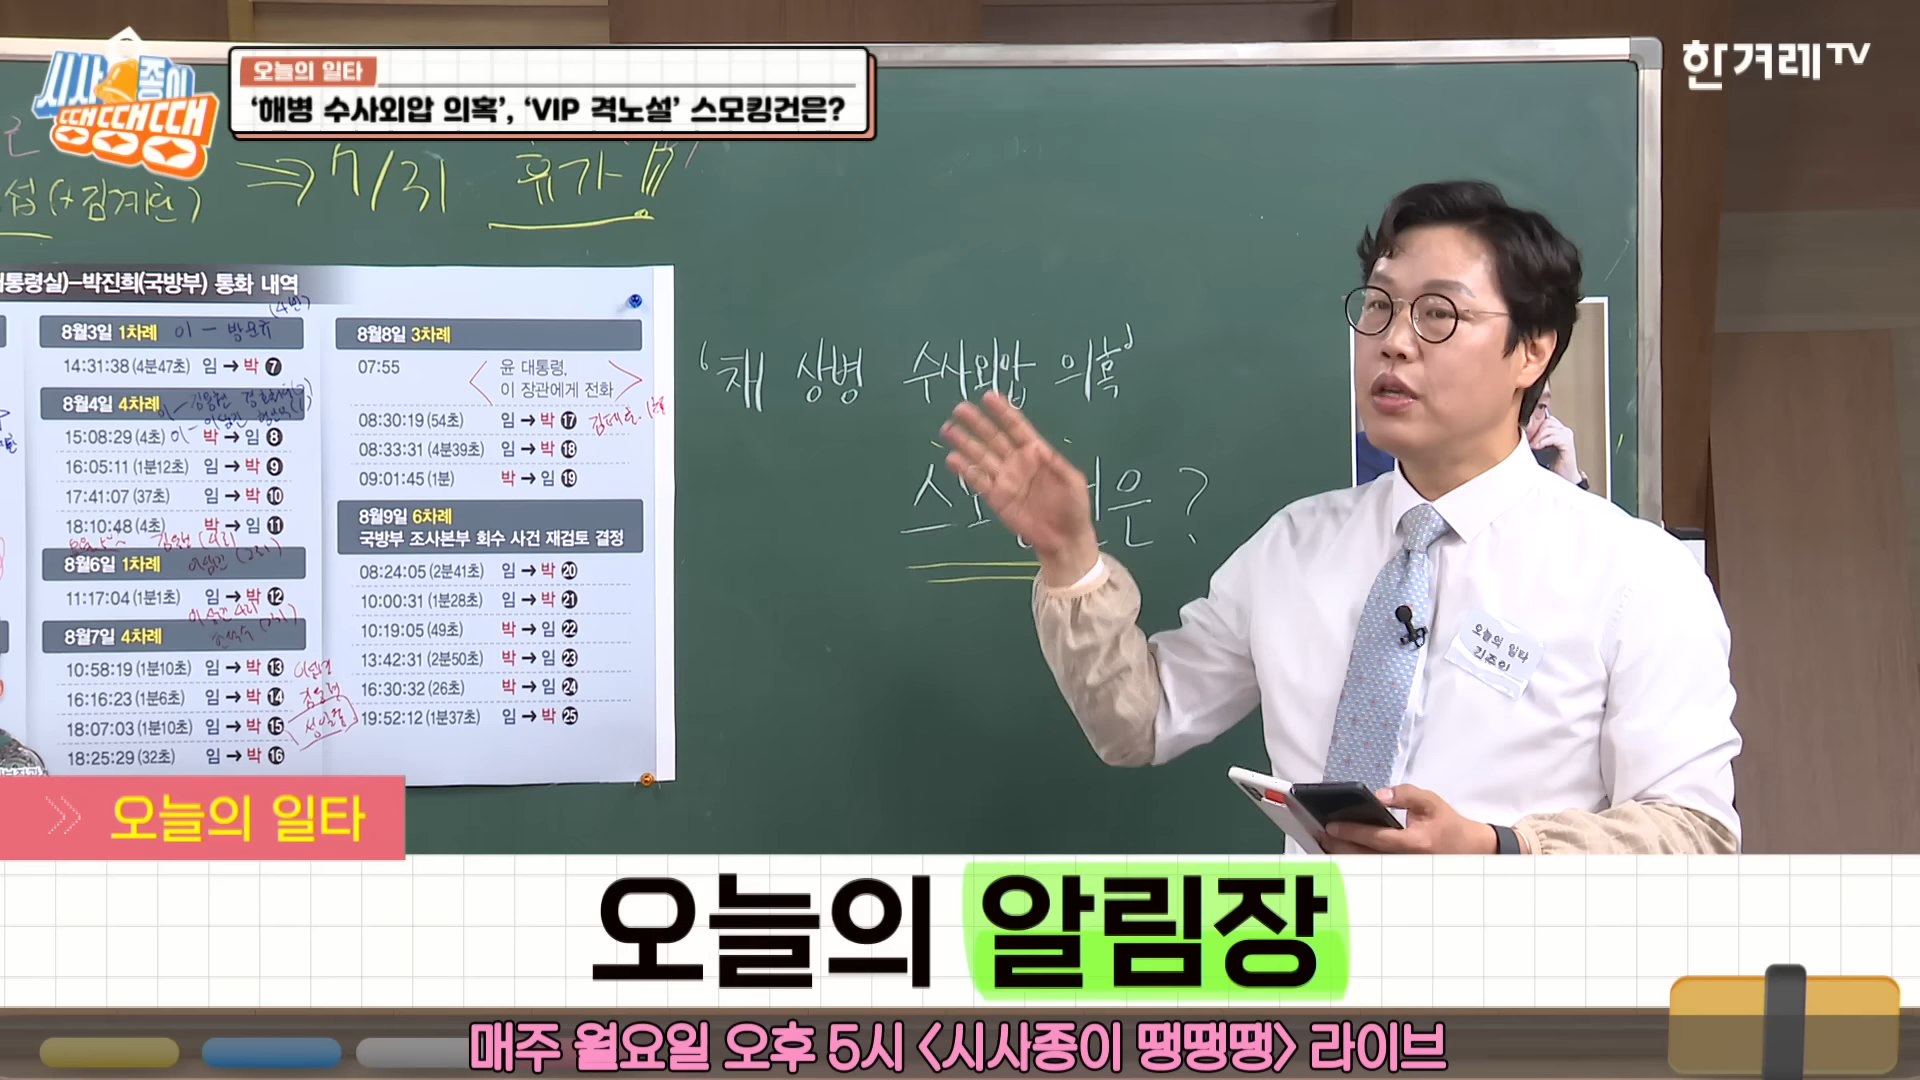 시사종이
땡땡땡
오늘의 일타
‘해병 수사외압 의혹’, ‘VIP 격노설’ 스모킹건은?
한겨레TV
섭(+김계환) ⇒ 7/31 휴가
통령실)–박진희(국방부) 통화 내역
8월3일 1차례
14:31:38(4분47초) 임→박 ❼
8월4일 4차례
15:08:29(4초) 박→임 ❽
16:05:11(1분12초) 임→박 ❾
17:41:07(37초) 임→박 ❿
18:10:48(4초) 박→임 ⓫
8월6일 1차례
11:17:04(1분1초) 임→박 ⓬
8월7일 4차례
10:58:19(1분10초) 임→박 ⓭
16:16:23(1분6초) 임→박 ⓮
18:07:03(1분10초) 임→박 ⓯
18:25:29(32초) 임→박 ⓰
8월8일 3차례
07:55 윤 대통령,
이 장관에게 전화
08:30:19(54초) 임→박 ⓱
08:33:31(4분39초) 임→박 ⓲
09:01:45(1분) 박→임 ⓳
8월9일 6차례
국방부 조사본부 회수 사건 재검토 결정
08:24:05(2분41초) 임→박 ⓴
10:00:31(1분28초) 임→박 ㉑
10:19:05(49초) 박→임 ㉒
13:42:31(2분50초) 박→임 ㉓
16:30:32(26초) 박→임 ㉔
19:52:12(1분37초) 임→박 ㉕
‘채 상병 수사외압 의혹’
은?
오늘의 일타
오늘의 일타
오늘의 알림장
매주 월요일 오후 5시 <시사종이 땡땡땡> 라이브